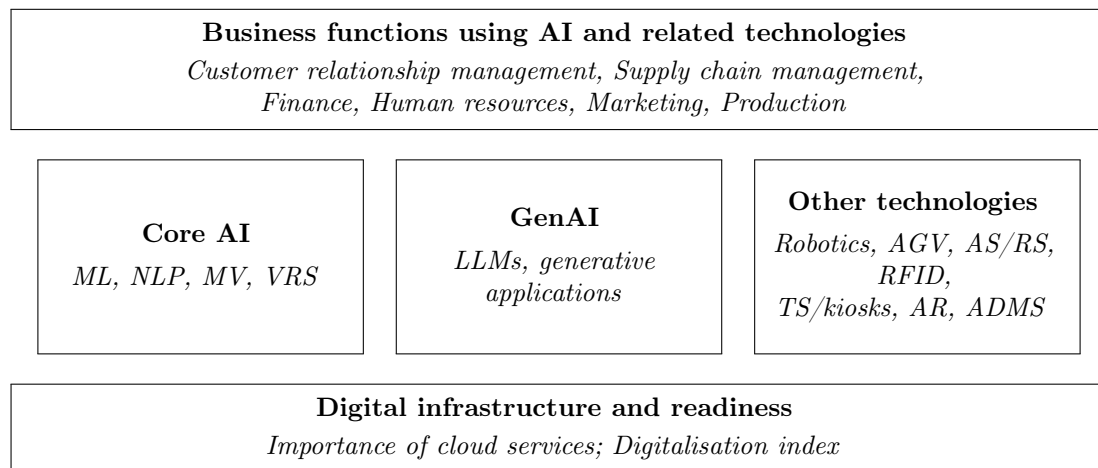 Business functions using AI and related technologies
Customer relationship management, Supply chain management,
Finance, Human resources, Marketing, Production
Core AI
ML, NLP, MV, VRS
GenAI
LLMs, generative
applications
Other technologies
Robotics, AGV, AS/RS,
RFID,
TS/kiosks, AR, ADMS
Digital infrastructure and readiness
Importance of cloud services; Digitalisation index